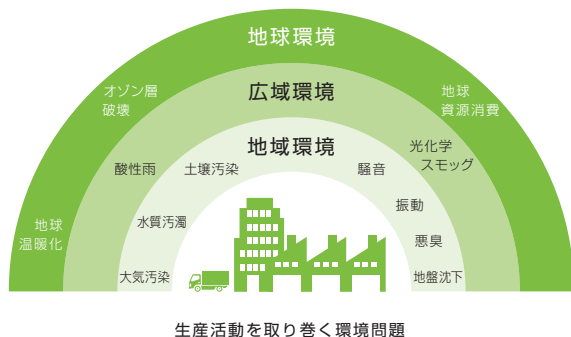 地球環境
オゾン層
破壊
地球
資源消費
地球
温暖化
広域環境
酸性雨
光化学
スモッグ
地域環境
土壌汚染
騒音
水質汚濁
振動
悪臭
大気汚染
地盤沈下
生産活動を取り巻く環境問題